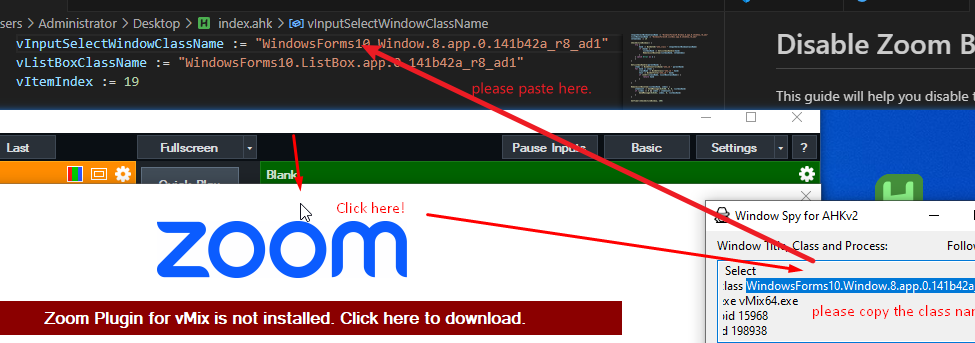 sers > Administrator > Desktop > index.ahk > vInputSelectWindowClassName
vInputSelectWindowClassName := "WindowsForms10.Window.8.app.0.141b42a_r8_ad1"
vListBoxClassName := "WindowsForms10.ListBox.app.0.141b42a_r8_ad1"
vItemIndex := 19
please paste here.
Disable Zoom B
This guide will help you disable t
Last
Fullscreen
Pause Inputs
Basic
Settings
?
Quick Play
Blank
Click here!
zoom
Zoom Plugin for vMix is not installed. Click here to download.
Window Spy for AHKv2
Window Title, Class and Process:
Follow
Select
class WindowsForms10.Window.8.app.0.141b42a
exe vMix64.exe
pid 15968
d 198938
please copy the class nam